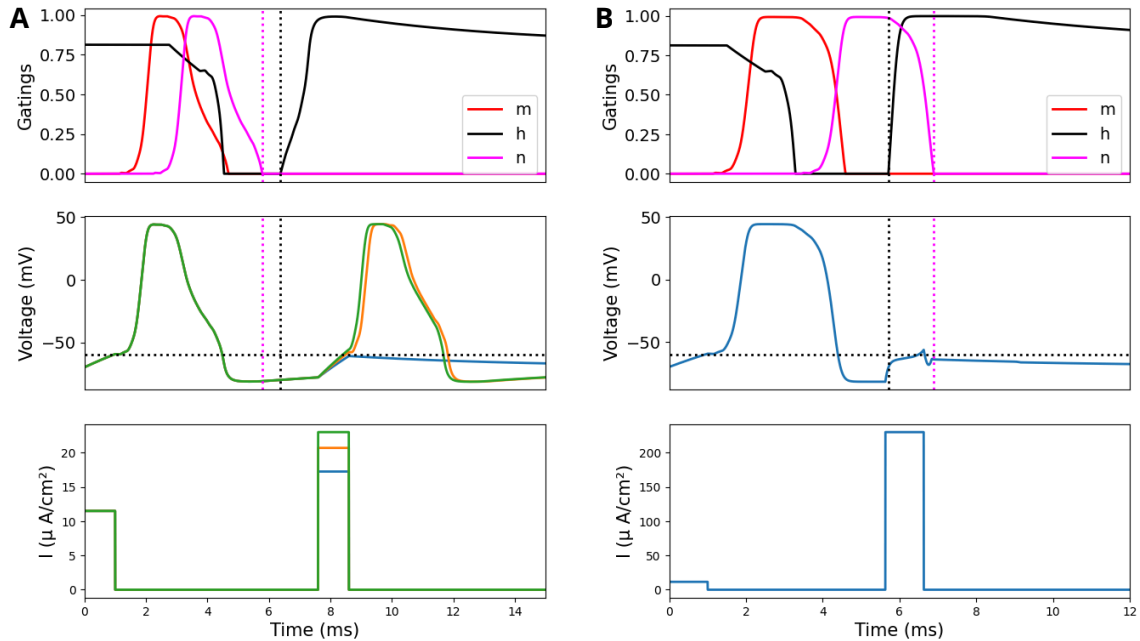 A
1.00
0.75
0.50
0.25
0.00
Gatings
m
h
n
50
0
−50
Voltage (mV)
20
15
10
5
0
I (μ A/cm²)
0 2 4 6 8 10 12 14
Time (ms)
B
1.00
0.75
0.50
0.25
0.00
Gatings
m
h
n
50
0
−50
Voltage (mV)
200
150
100
50
0
I (μ A/cm²)
0 2 4 6 8 10 12
Time (ms)